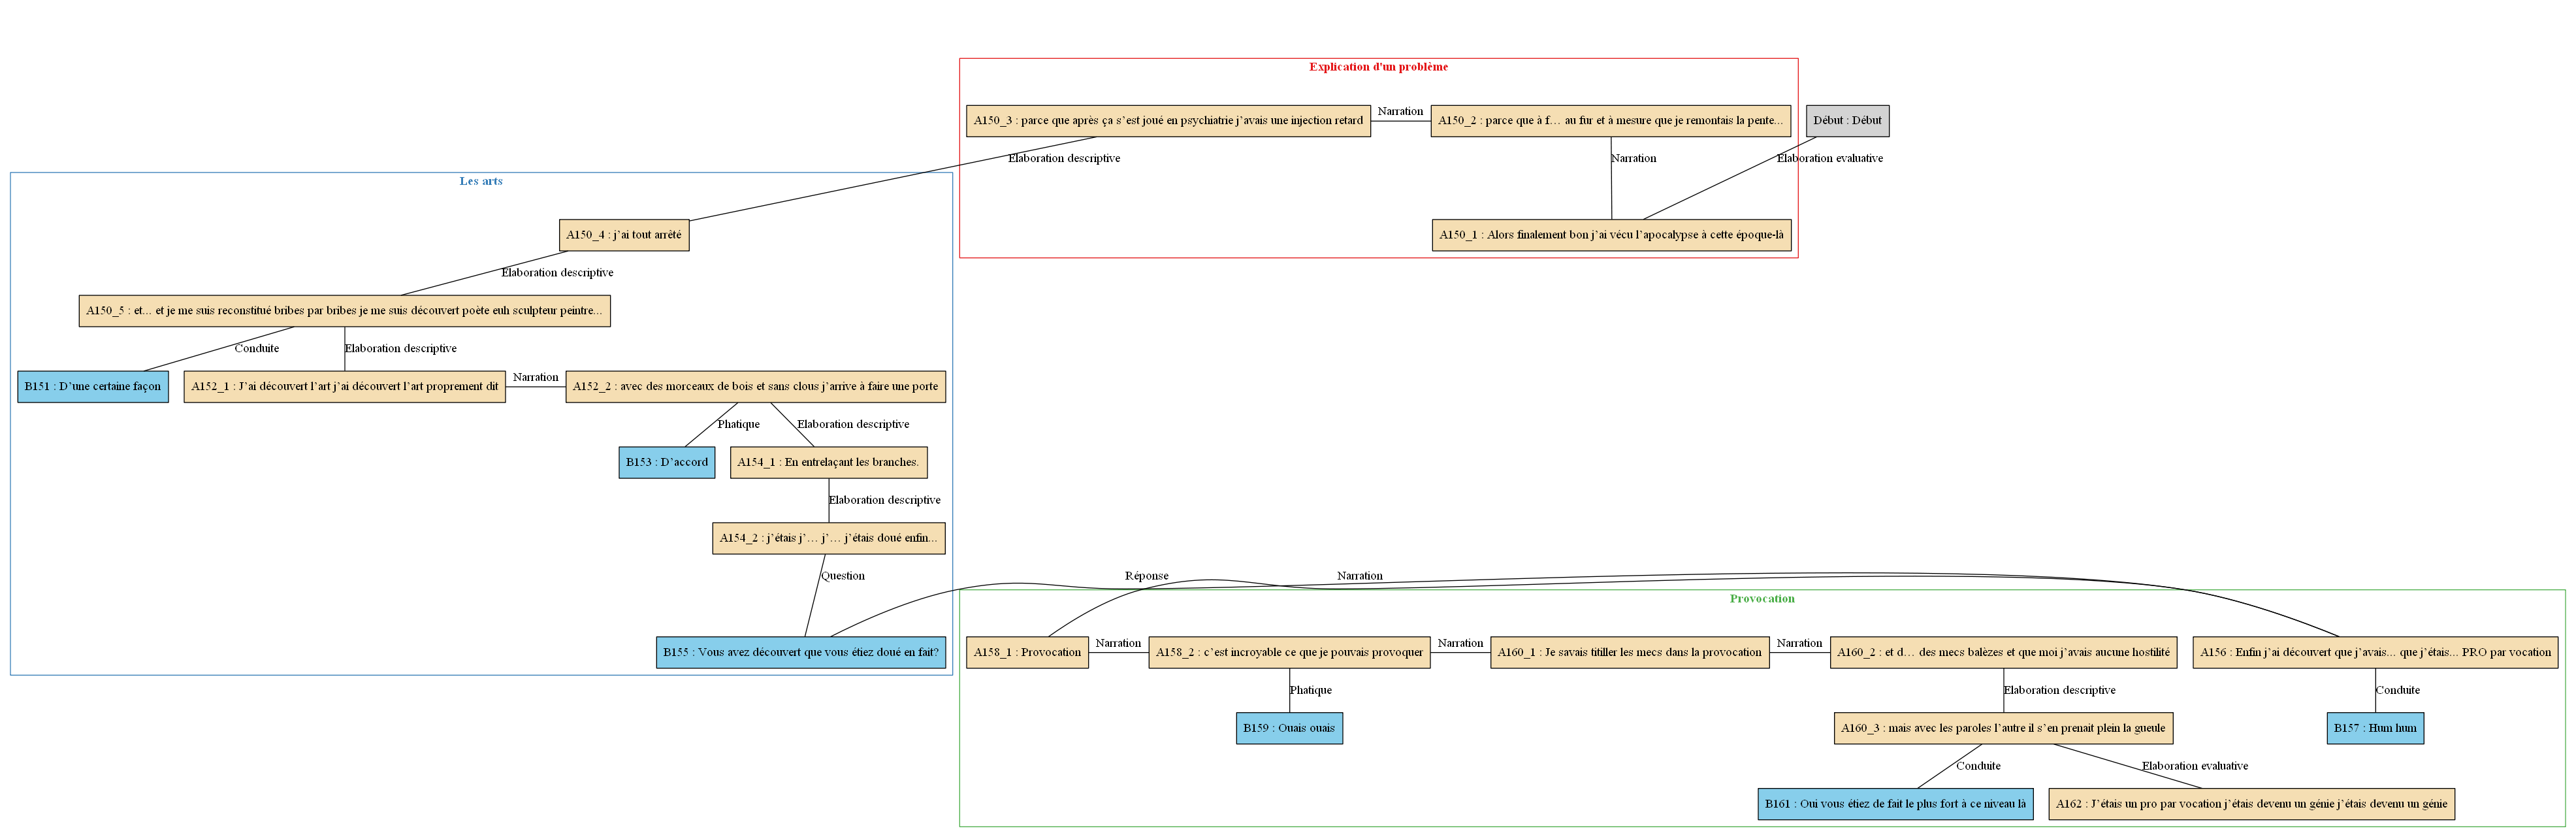 Explication d'un problème
A150_3 : parce que après ça s’est joué en psychiatrie j’avais une injection retard
Narration
A150_2 : parce que à f… au fur et à mesure que je remontais la pente...
Début : Début
Elaboration descriptive
Narration
Elaboration evaluative
Les arts
A150_4 : j’ai tout arrêté
A150_1 : Alors finalement bon j’ai vécu l’apocalypse à cette époque-là
Elaboration descriptive
A150_5 : et... et je me suis reconstitué bribes par bribes je me suis découvert poète euh sculpteur peintre...
Conduite
Elaboration descriptive
B151 : D’une certaine façon
A152_1 : J’ai découvert l’art j’ai découvert l’art proprement dit
Narration
A152_2 : avec des morceaux de bois et sans clous j’arrive à faire une porte
Phatique
Elaboration descriptive
B153 : D’accord
A154_1 : En entrelaçant les branches.
Elaboration descriptive
A154_2 : j’étais j’… j’… j’étais doué enfin...
Question
Réponse
Narration
Provocation
B155 : Vous avez découvert que vous étiez doué en fait?
A158_1 : Provocation
Narration
A158_2 : c’est incroyable ce que je pouvais provoquer
Narration
A160_1 : Je savais titiller les mecs dans la provocation
Narration
A160_2 : et d… des mecs balèzes et que moi j’avais aucune hostilité
A156 : Enfin j’ai découvert que j’avais... que j’étais... PRO par vocation
Phatique
Elaboration descriptive
Conduite
B159 : Ouais ouais
A160_3 : mais avec les paroles l’autre il s’en prenait plein la gueule
B157 : Hum hum
Conduite
Elaboration evaluative
B161 : Oui vous étiez de fait le plus fort à ce niveau là
A162 : J’étais un pro par vocation j’étais devenu un génie j’étais devenu un génie